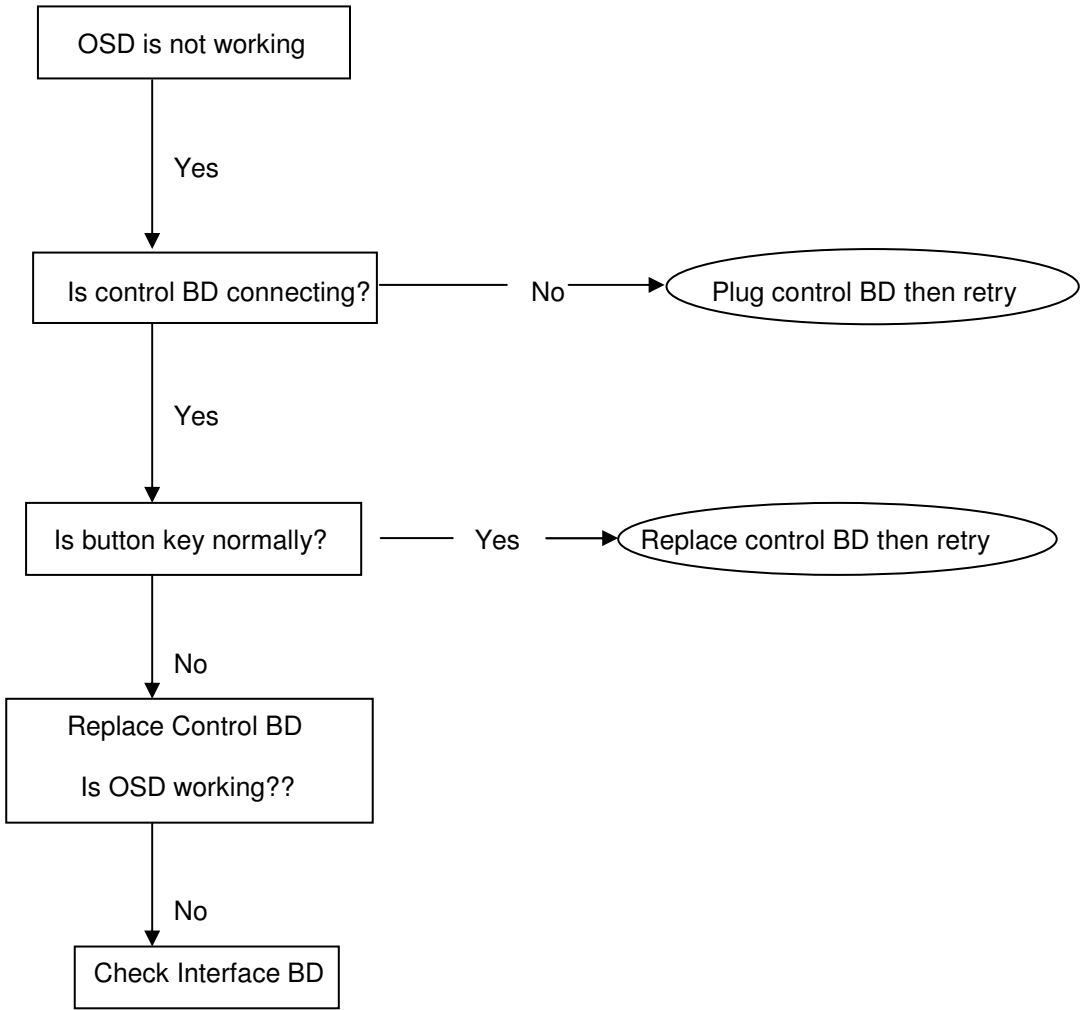 OSD is not working
Yes
Is control BD connecting?
No
Plug control BD then retry
Yes
Is button key normally?
Yes
Replace control BD then retry
No
Replace Control BD
Is OSD working??
No
Check Interface BD